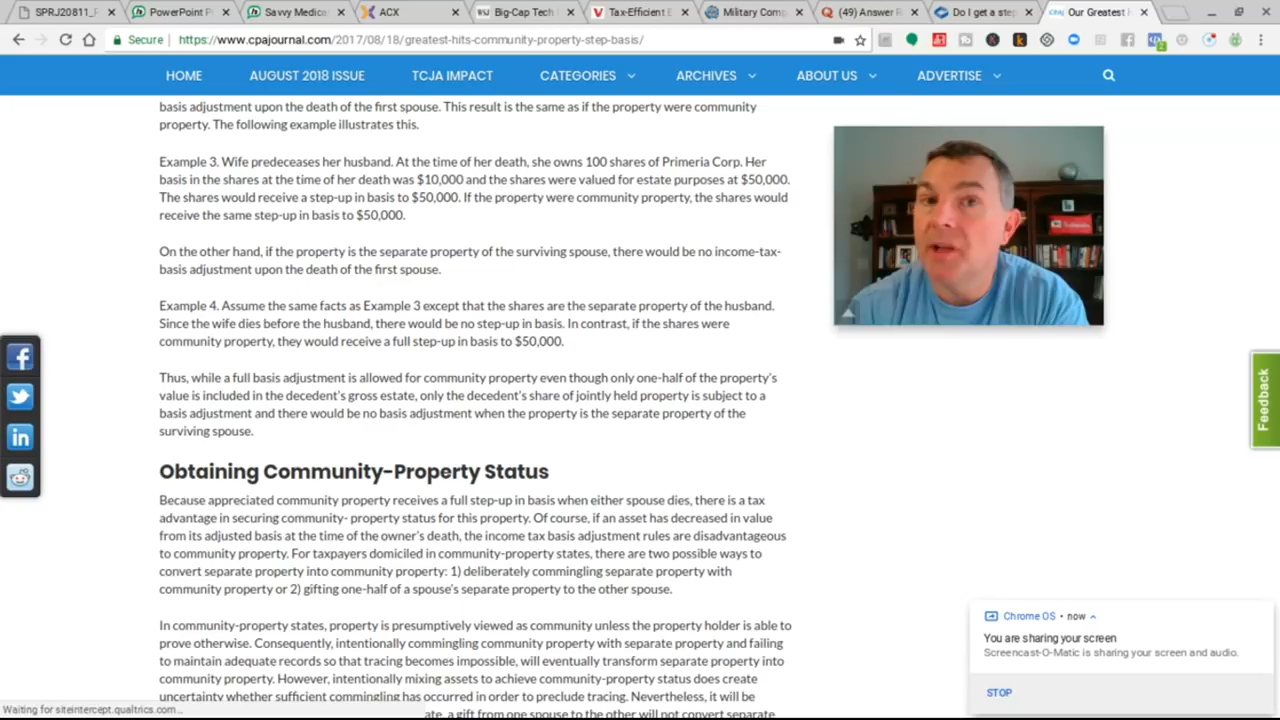 SPRJ20811_F
PowerPoint P
Savvy Medica
ACX
Big-Cap Tech
Tax-Efficient E
Military Comp
(49) Answer R
Do I get a step
Our Greatest H
Secure
https://www.cpajournal.com/2017/08/18/greatest-hits-community-property-step-basis/
HOME
AUGUST 2018 ISSUE
TCJA IMPACT
CATEGORIES
ARCHIVES
ABOUT US
ADVERTISE
basis adjustment upon the death of the first spouse. This result is the same as if the property were community
property. The following example illustrates this.
Example 3. Wife predeceases her husband. At the time of her death, she owns 100 shares of Primeria Corp. Her
basis in the shares at the time of her death was $10,000 and the shares were valued for estate purposes at $50,000.
The shares would receive a step-up in basis to $50,000. If the property were community property, the shares would
receive the same step-up in basis to $50,000.
On the other hand, if the property is the separate property of the surviving spouse, there would be no income-tax-
basis adjustment upon the death of the first spouse.
Example 4. Assume the same facts as Example 3 except that the shares are the separate property of the husband.
Since the wife dies before the husband, there would be no step-up in basis. In contrast, if the shares were
community property, they would receive a full step-up in basis to $50,000.
Thus, while a full basis adjustment is allowed for community property even though only one-half of the property's
value is included in the decedent's gross estate, only the decedent's share of jointly held property is subject to a
basis adjustment and there would be no basis adjustment when the property is the separate property of the
surviving spouse.
Obtaining Community-Property Status
Because appreciated community property receives a full step-up in basis when either spouse dies, there is a tax
advantage in securing community- property status for this property. Of course, if an asset has decreased in value
from its adjusted basis at the time of the owner's death, the income tax basis adjustment rules are disadvantageous
to community property. For taxpayers domiciled in community-property states, there are two possible ways to
convert separate property into community property: 1) deliberately commingling separate property with
community property or 2) gifting one-half of a spouse's separate property to the other spouse.
In community-property states, property is presumptively viewed as community unless the property holder is able to
prove otherwise. Consequently, intentionally commingling community property with separate property and failing
to maintain adequate records so that tracing becomes impossible, will eventually transform separate property into
community property. However, intentionally mixing assets to achieve community-property status does create
uncertainty whether sufficient commingling has occurred in order to preclude tracing. Nevertheless, it will be
ate, a gift from one spouse to the other will not convert separate
Waiting for siteintercept.qualtrics.com...
Feedback
Chrome OS • now
You are sharing your screen
Screencast-O-Matic is sharing your screen and audio.
STOP